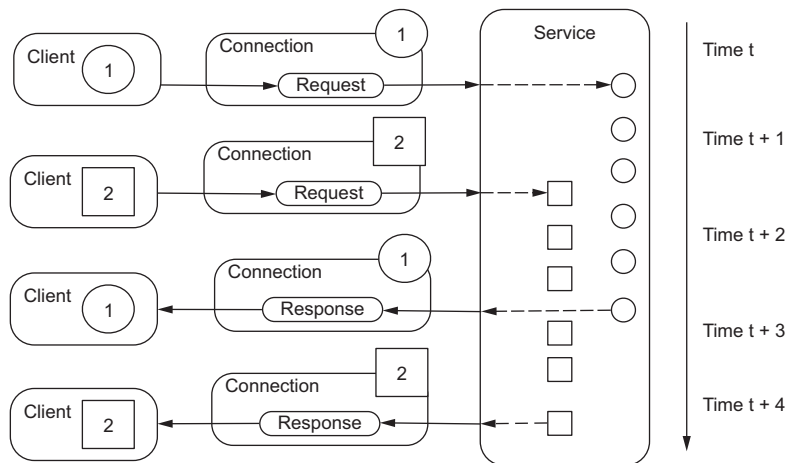 Service
Connection
1
Client
1
Request
Time t
Time t + 1
Connection
2
Client
2
Request
Time t + 2
Connection
1
Client
1
Response
Time t + 3
Connection
2
Client
2
Response
Time t + 4